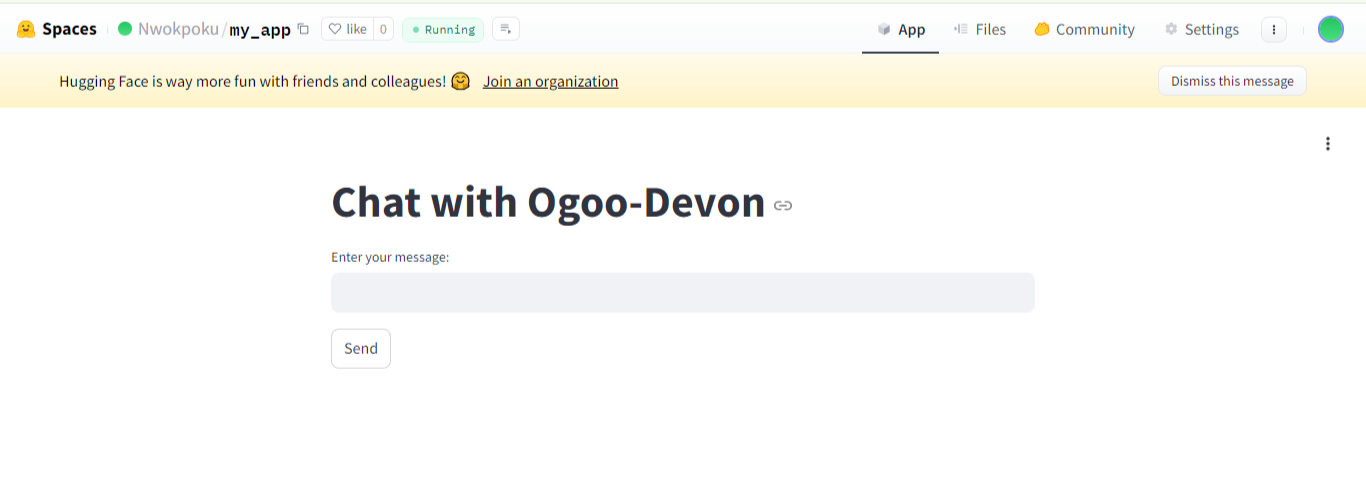 Spaces Nwokpoku/my_app like 0 Running App Files Community Settings
Hugging Face is way more fun with friends and colleagues! 🤗 Join an organization Dismiss this message
Chat with Ogoo-Devon
Enter your message:
Send